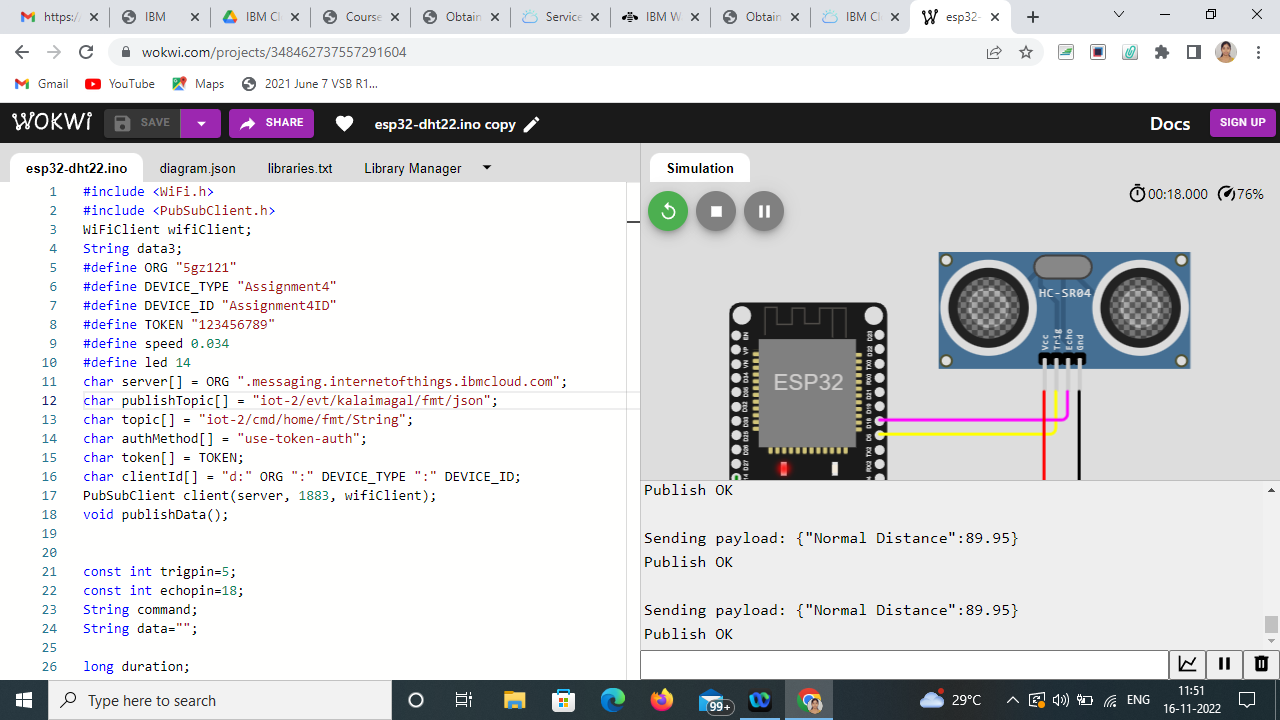 https:/
IBM
IBM Cl
Course
Obtain
Service
IBM W
Obtain
IBM Cl
esp32-
wokwi.com/projects/348462737557291604
Gmail
YouTube
Maps
2021 June 7 VSB R1...
WOKWI
SAVE
SHARE
esp32-dht22.ino copy
Docs
SIGN UP
esp32-dht22.ino
diagram.json
libraries.txt
Library Manager
1 #include <WiFi.h>
2 #include <PubSubClient.h>
3 WiFiClient wifiClient;
4 String data3;
5 #define ORG "5gz121"
6 #define DEVICE_TYPE "Assignment4"
7 #define DEVICE_ID "Assignment4ID"
8 #define TOKEN "123456789"
9 #define speed 0.034
10 #define led 14
11 char server[] = ORG ".messaging.internetofthings.ibmcloud.com";
12 char publishTopic[] = "iot-2/evt/kalaimagal/fmt/json";
13 char topic[] = "iot-2/cmd/home/fmt/String";
14 char authMethod[] = "use-token-auth";
15 char token[] = TOKEN;
16 char clientId[] = "d:" ORG ":" DEVICE_TYPE ":" DEVICE_ID;
17 PubSubClient client(server, 1883, wifiClient);
18 void publishData();
19
20
21 const int trigpin=5;
22 const int echopin=18;
23 String command;
24 String data="";
25
26 long duration;
Simulation
00:18.000
76%
HC-SR04
Vcc
Trig
Echo
Gnd
ESP32
Publish OK
Sending payload: {"Normal Distance":89.95}
Publish OK
Sending payload: {"Normal Distance":89.95}
Publish OK
Type here to search
99+
29°C
ENG
11:51
16-11-2022